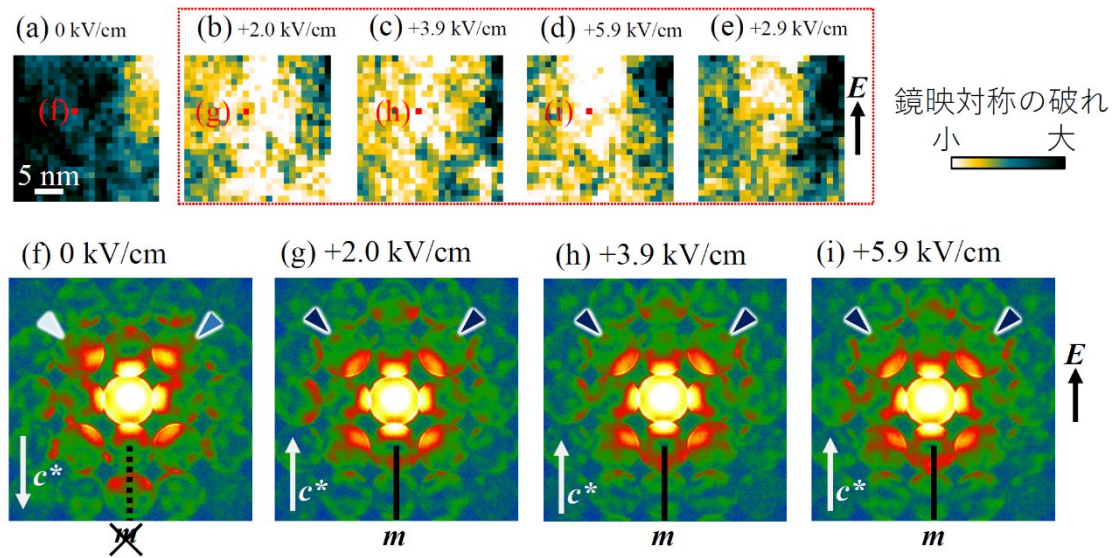 (a) 0 kV/cm
(b) +2.0 kV/cm
(c) +3.9 kV/cm
(d) +5.9 kV/cm
(e) +2.9 kV/cm
(f)
(g)
(h)
(i)
5 nm
E
鏡映対称の破れ
小 大
(f) 0 kV/cm
(g) +2.0 kV/cm
(h) +3.9 kV/cm
(i) +5.9 kV/cm
E
c*
c*
c*
c*
m
m
m
m